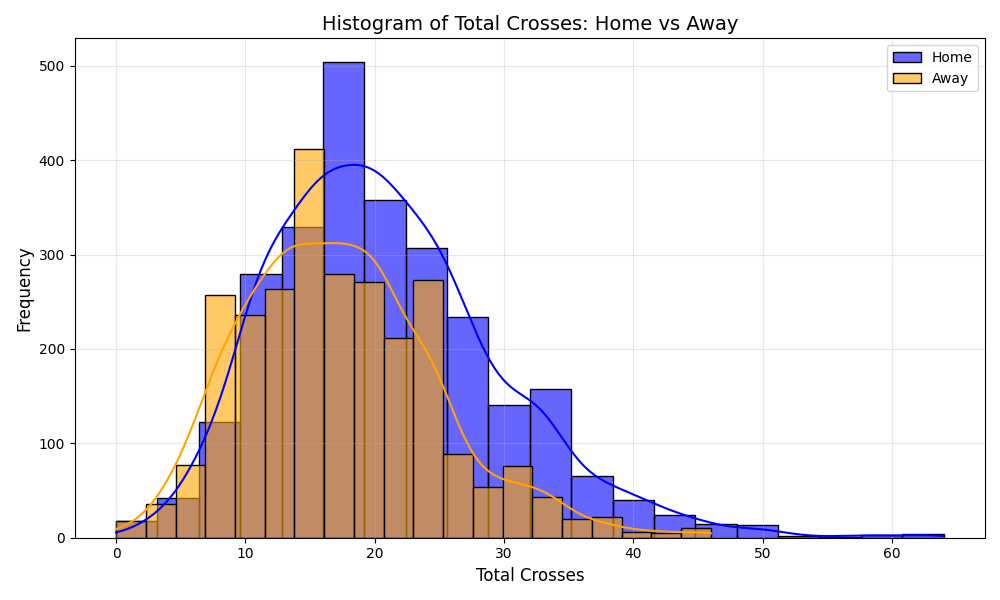 Histogram of Total Crosses: Home vs Away
Home
Away
Frequency
500
400
300
200
100
0
0 10 20 30 40 50 60
Total Crosses